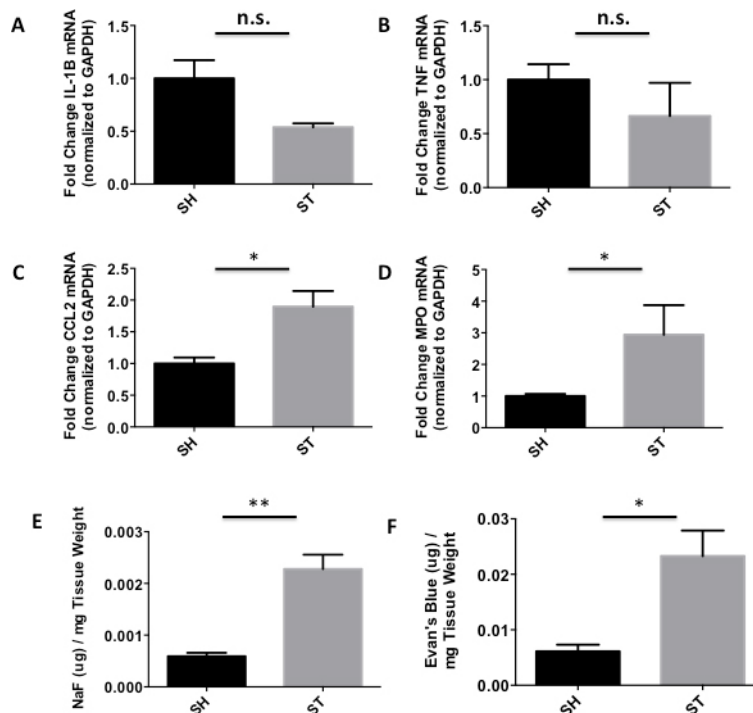 A
n.s.
Fold Change IL-1B mRNA
(normalized to GAPDH)
1.5
1.0
0.5
0.0
SH
ST
B
n.s.
Fold Change TNF mRNA
(normalized to GAPDH)
1.5
1.0
0.5
0.0
SH
ST
C
*
Fold Change CCL2 mRNA
(normalized to GAPDH)
2.5
2.0
1.5
1.0
0.5
0.0
SH
ST
D
*
Fold Change MPO mRNA
(normalized to GAPDH)
5
4
3
2
1
0
SH
ST
E
**
NaF (ug) / mg Tissue Weight
0.003
0.002
0.001
0.000
SH
ST
F
*
Evan's Blue (ug) /
mg Tissue Weight
0.03
0.02
0.01
0.00
SH
ST